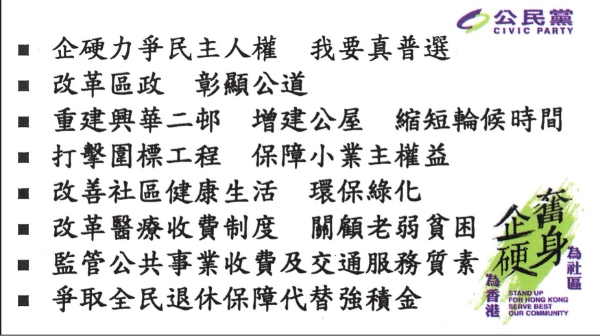 公民黨
CIVIC PARTY
企硬力爭民主人權　我要真普選
改革區政　彰顯公道
重建興華二邨　增建公屋　縮短輪候時間
打擊圍標工程　保障小業主權益
改善社區健康生活　環保綠化
改革醫療收費制度　關顧老弱貧困
監管公共事業收費及交通服務質素
爭取全民退休保障代替強積金
奮身
企硬
為社區
為香港
STAND UP
FOR HONG KONG
SERVE BEST
OUR COMMUNITY